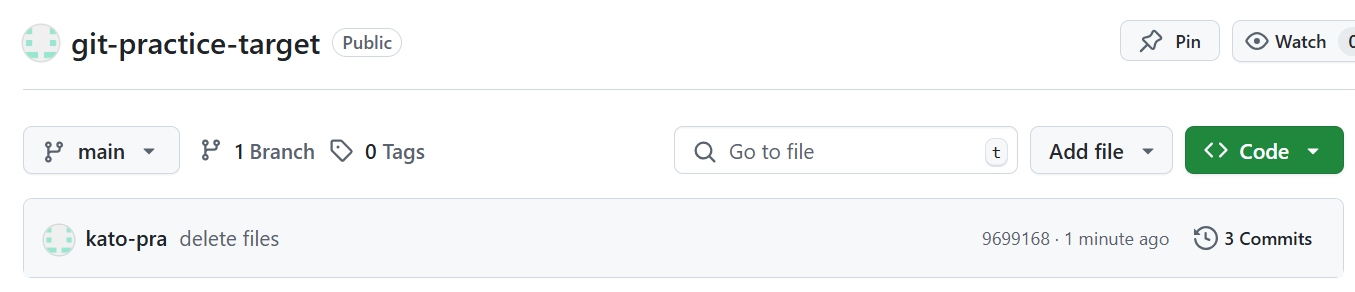 git-practice-target Public Pin Watch 0
main 1 Branch 0 Tags Go to file t Add file Code
kato-pra delete files 9699168 · 1 minute ago 3 Commits